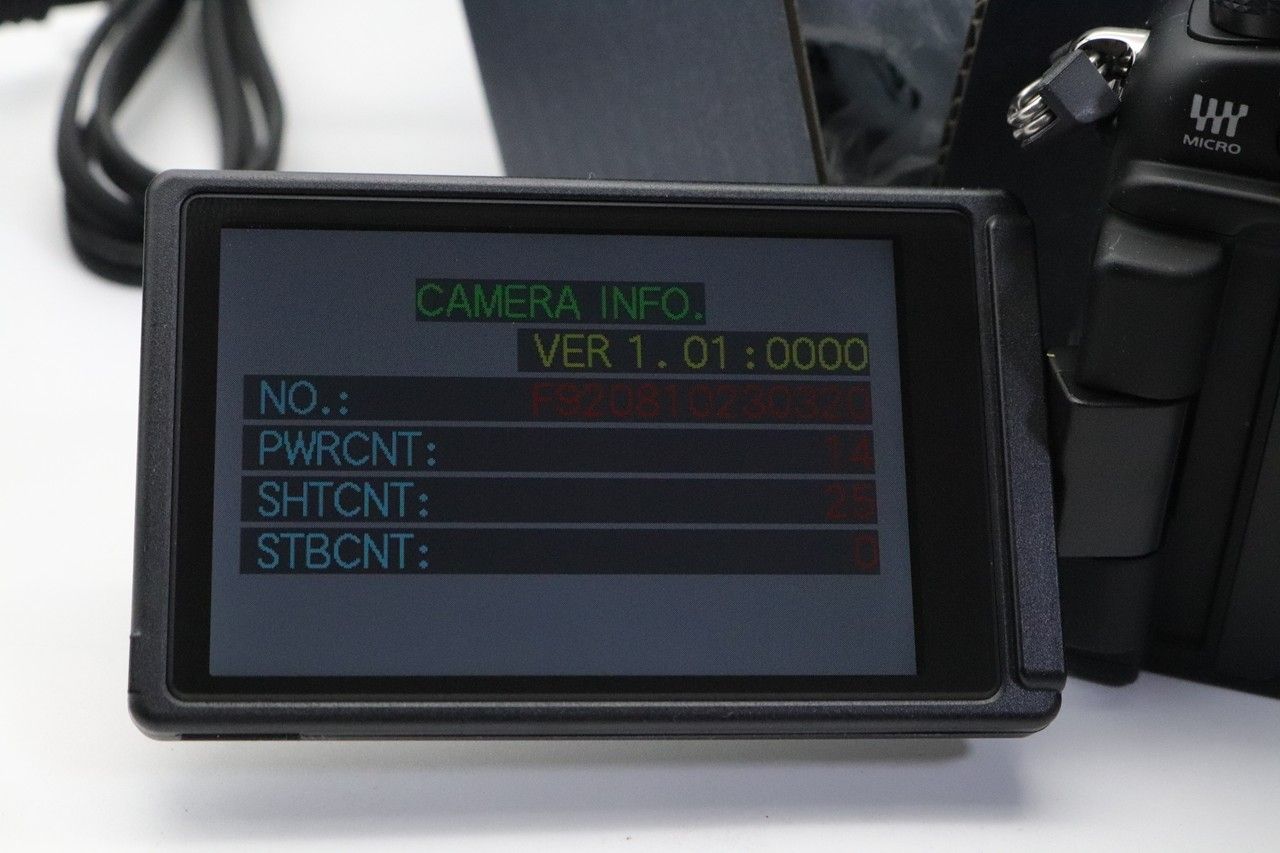 MICRO
CAMERA INFO.
VER 1.01:0000
NO.: F920810230320
PWRCNT: 14
SHTCNT: 25
STBCNT: 0